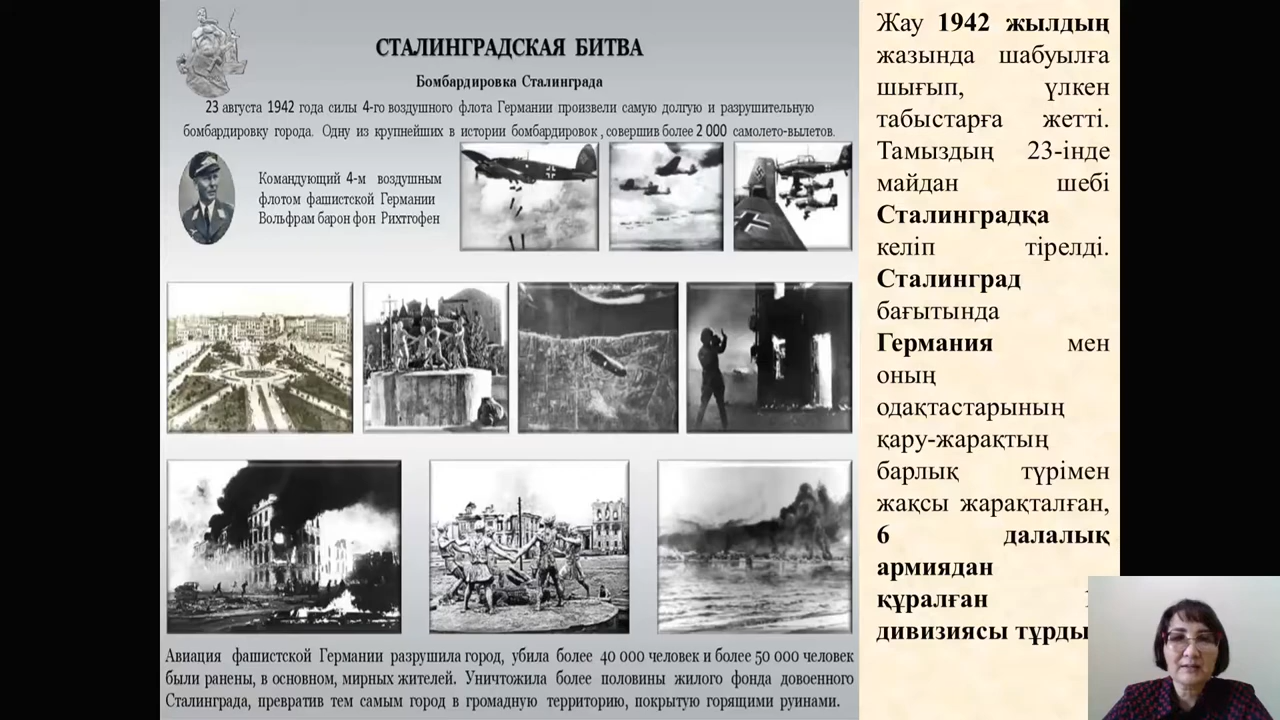 СТАЛИНГРАДСКАЯ БИТВА
Бомбардировка Сталинграда
23 августа 1942 года силы 4-го воздушного флота Германии произвели самую долгую и разрушительную
бомбардировку города. Одну из крупнейших в истории бомбардировок , совершив более 2 000 самолето-вылетов.
Командующий 4-м воздушным
флотом фашистской Германии
Вольфрам барон фон Рихтгофен
Авиация фашистской Германии разрушила город, убила более 40 000 человек и более 50 000 человек
были ранены, в основном, мирных жителей. Уничтожила более половины жилого фонда довоенного
Сталинграда, превратив тем самым город в громадную территорию, покрытую горящими руинами.
Жау 1942 жылдың
жазында шабуылға
шығып, үлкен
табыстарға жетті.
Тамыздың 23-інде
майдан шебі
Сталинградқа
келіп тірелді.
Сталинград
бағытында
Германия мен
оның
одақтастарының
қару-жарақтың
барлық түрімен
жақсы жарақталған,
6 далалық
армиядан
құралған
дивизиясы тұрды